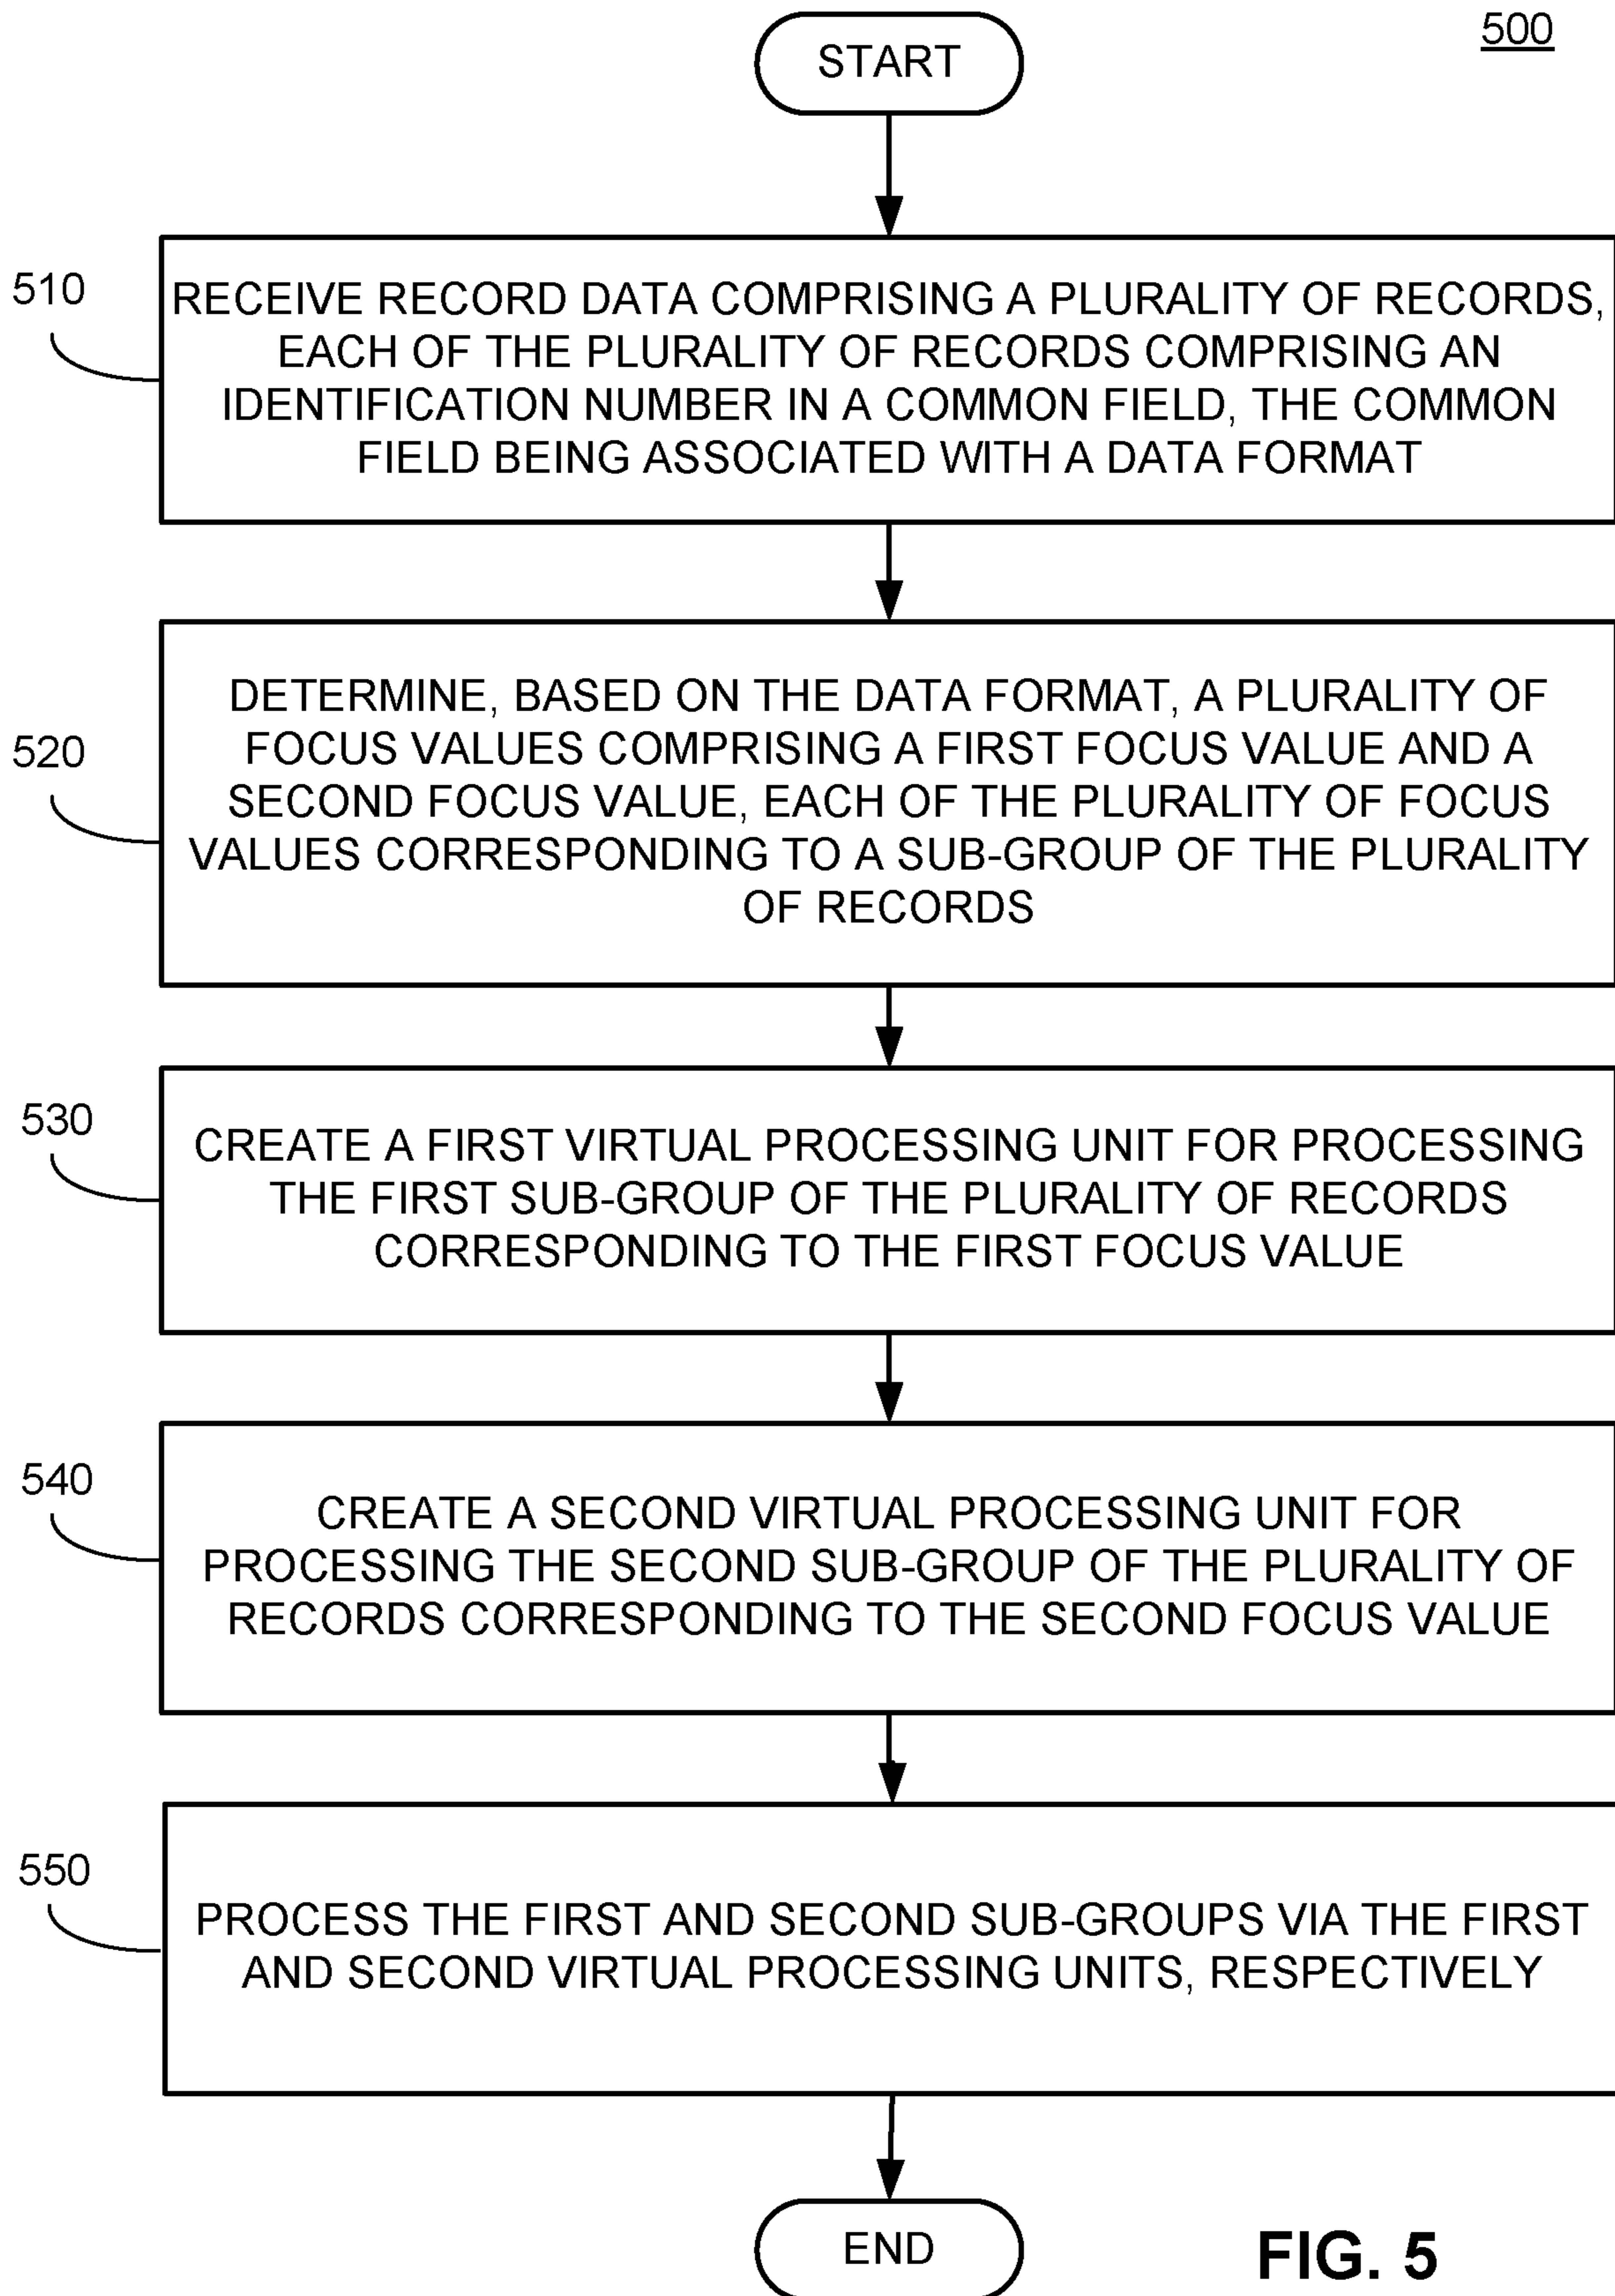 500
START
510
RECEIVE RECORD DATA COMPRISING A PLURALITY OF RECORDS,
EACH OF THE PLURALITY OF RECORDS COMPRISING AN
IDENTIFICATION NUMBER IN A COMMON FIELD, THE COMMON
FIELD BEING ASSOCIATED WITH A DATA FORMAT
520
DETERMINE, BASED ON THE DATA FORMAT, A PLURALITY OF
FOCUS VALUES COMPRISING A FIRST FOCUS VALUE AND A
SECOND FOCUS VALUE, EACH OF THE PLURALITY OF FOCUS
VALUES CORRESPONDING TO A SUB-GROUP OF THE PLURALITY
OF RECORDS
530
CREATE A FIRST VIRTUAL PROCESSING UNIT FOR PROCESSING
THE FIRST SUB-GROUP OF THE PLURALITY OF RECORDS
CORRESPONDING TO THE FIRST FOCUS VALUE
540
CREATE A SECOND VIRTUAL PROCESSING UNIT FOR
PROCESSING THE SECOND SUB-GROUP OF THE PLURALITY OF
RECORDS CORRESPONDING TO THE SECOND FOCUS VALUE
550
PROCESS THE FIRST AND SECOND SUB-GROUPS VIA THE FIRST
AND SECOND VIRTUAL PROCESSING UNITS, RESPECTIVELY
END
FIG. 5